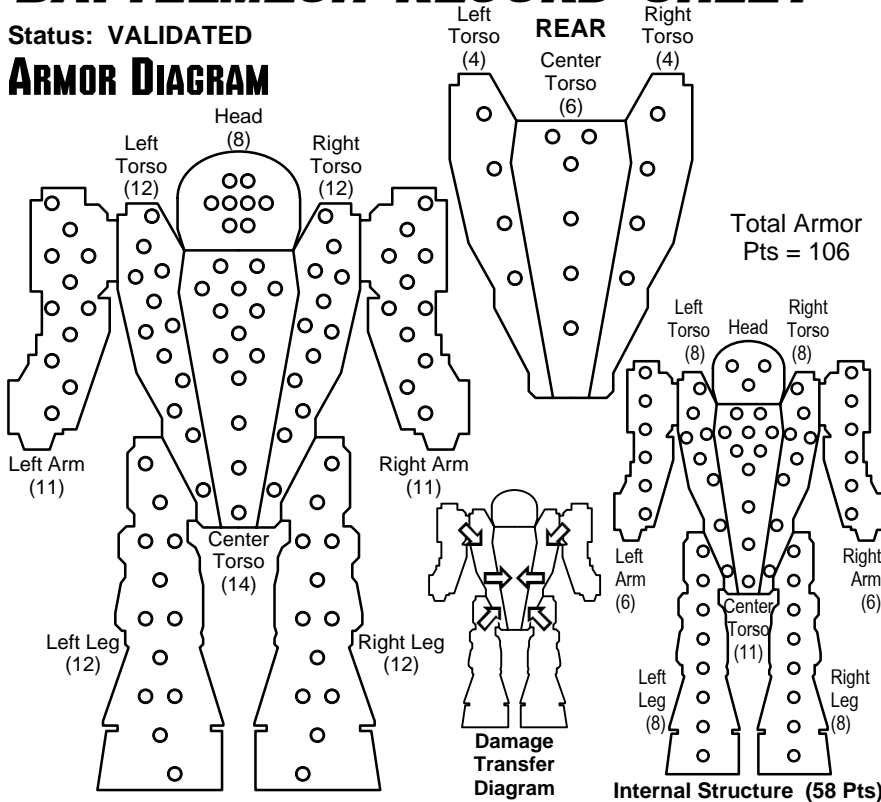 BATTLEMECH RECORD SHEET
Status: VALIDATED
ARMOR DIAGRAM
Head
(8)
Left
Torso
(12)
Right
Torso
(12)
Left Arm
(11)
Right Arm
(11)
Center
Torso
(14)
Left Leg
(12)
Right Leg
(12)
REAR
Left
Torso
(4)
Center
Torso
(6)
Right
Torso
(4)
Total Armor
Pts = 106
Damage
Transfer
Diagram
Left
Torso
(8)
Head
Right
Torso
(8)
Left
Arm
(6)
Right
Arm
(6)
Center
Torso
(11)
Left
Leg
(8)
Right
Leg
(8)
Internal Structure (58 Pts)